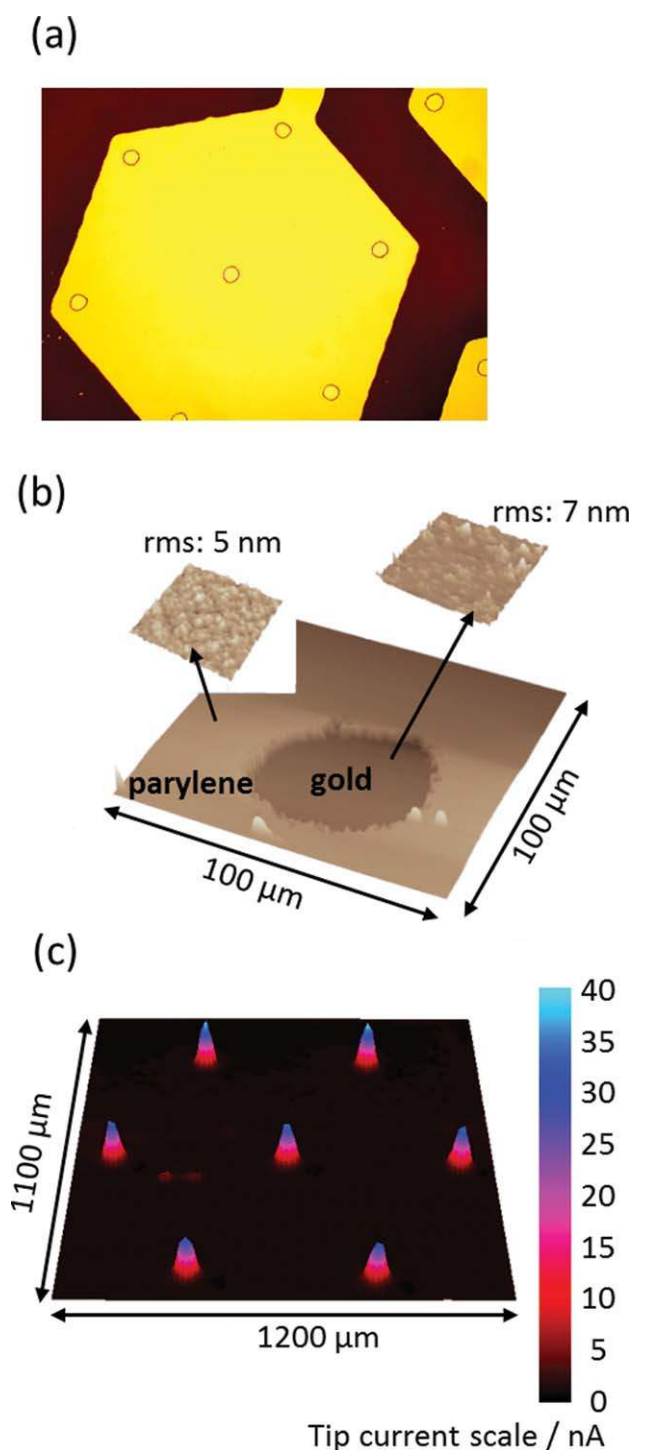 (a)
(b)
rms: 5 nm
rms: 7 nm
parylene
gold
100 µm
100 µm
(c)
1100 µm
1200 µm
40
35
30
25
20
15
10
5
0
Tip current scale / nA